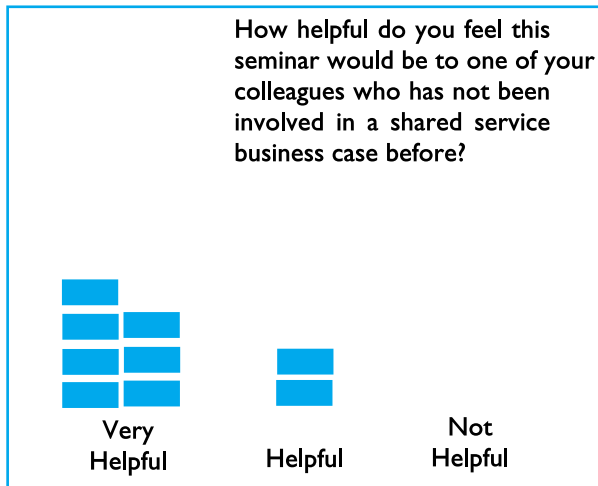 How helpful do you feel this
seminar would be to one of your
colleagues who has not been
involved in a shared service
business case before?
Very
Helpful
Helpful
Not
Helpful